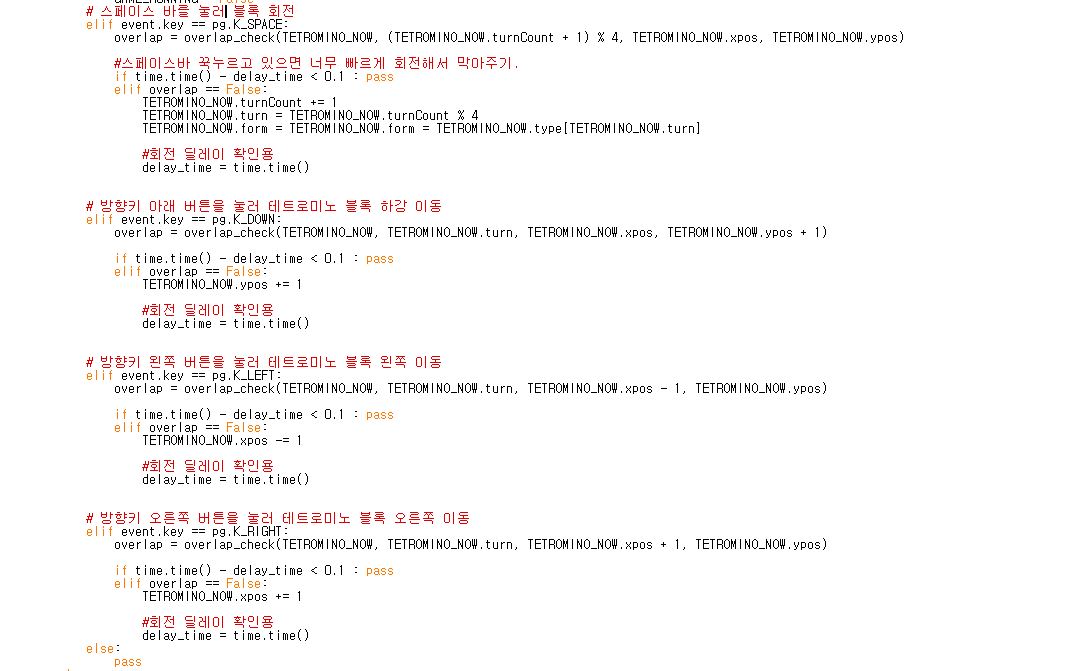 # 스페이스 바를 눌러 블록 회전
elif event.key == pg.K_SPACE:
overlap = overlap_check(TETROMINO_NOW, (TETROMINO_NOW.turnCount + 1) % 4, TETROMINO_NOW.xpos, TETROMINO_NOW.ypos)
#스페이스바 꾹누르고 있으면 너무 빠르게 회전해서 막아주기.
if time.time() - delay_time < 0.1 : pass
elif overlap == False:
TETROMINO_NOW.turnCount += 1
TETROMINO_NOW.turn = TETROMINO_NOW.turnCount % 4
TETROMINO_NOW.form = TETROMINO_NOW.form = TETROMINO_NOW.type[TETROMINO_NOW.turn]
#회전 딜레이 확인용
delay_time = time.time()
# 방향키 아래 버튼을 눌러 테트로미노 블록 하강 이동
elif event.key == pg.K_DOWN:
overlap = overlap_check(TETROMINO_NOW, TETROMINO_NOW.turn, TETROMINO_NOW.xpos, TETROMINO_NOW.ypos + 1)
if time.time() - delay_time < 0.1 : pass
elif overlap == False:
TETROMINO_NOW.ypos += 1
#회전 딜레이 확인용
delay_time = time.time()
# 방향키 왼쪽 버튼을 눌러 테트로미노 블록 왼쪽 이동
elif event.key == pg.K_LEFT:
overlap = overlap_check(TETROMINO_NOW, TETROMINO_NOW.turn, TETROMINO_NOW.xpos - 1, TETROMINO_NOW.ypos)
if time.time() - delay_time < 0.1 : pass
elif overlap == False:
TETROMINO_NOW.xpos -= 1
#회전 딜레이 확인용
delay_time = time.time()
# 방향키 오른쪽 버튼을 눌러 테트로미노 블록 오른쪽 이동
elif event.key == pg.K_RIGHT:
overlap = overlap_check(TETROMINO_NOW, TETROMINO_NOW.turn, TETROMINO_NOW.xpos + 1, TETROMINO_NOW.ypos)
if time.time() - delay_time < 0.1 : pass
elif overlap == False:
TETROMINO_NOW.xpos += 1
#회전 딜레이 확인용
delay_time = time.time()
else:
pass